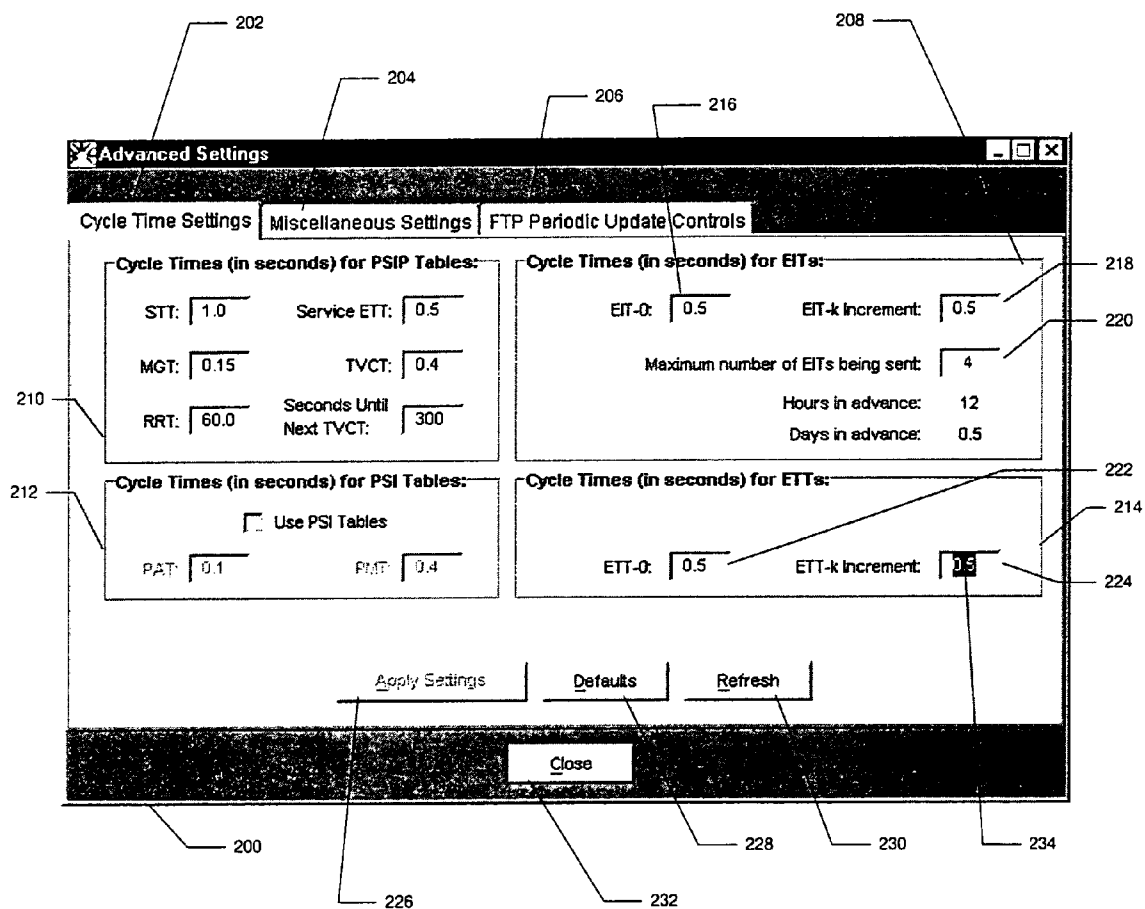 202
208
204
206
216
Advanced Settings
Cycle Time Settings
Miscellaneous Settings
FTP Periodic Update Controls
Cycle Times (in seconds) for PSIP Tables:
STT: 1.0
Service ETT: 0.5
MGT: 0.15
TVCT: 0.4
RRT: 60.0
Seconds Until
Next TVCT: 300
Cycle Times (in seconds) for EITs:
EIT-0: 0.5
EIT-k Increment: 0.5
Maximum number of EITs being sent: 4
Hours in advance: 12
Days in advance: 0.5
218
220
210
Cycle Times (in seconds) for PSI Tables:
Use PSI Tables
PAT: 0.1
PMT: 0.4
Cycle Times (in seconds) for ETTs:
ETT-0: 0.5
ETT-k Increment: 0.5
222
212
214
224
Apply Settings
Defaults
Refresh
Close
200
228
230
234
226
232